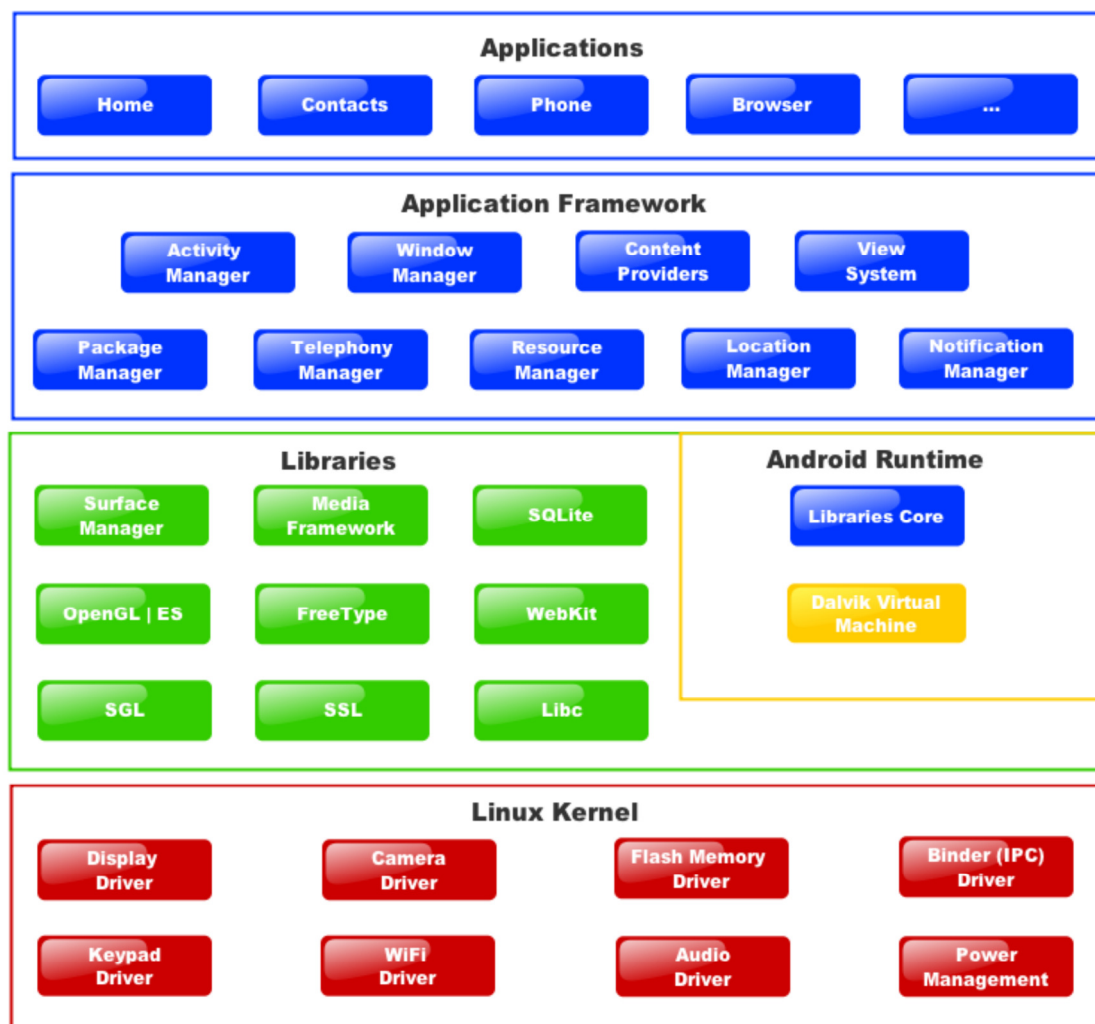 Applications
Home
Contacts
Phone
Browser
...
Application Framework
Activity
Manager
Window
Manager
Content
Providers
View
System
Package
Manager
Telephony
Manager
Resource
Manager
Location
Manager
Notification
Manager
Libraries
Surface
Manager
Media
Framework
SQLite
OpenGL | ES
FreeType
WebKit
SGL
SSL
Libc
Android Runtime
Libraries Core
Dalvik Virtual
Machine
Linux Kernel
Display
Driver
Camera
Driver
Flash Memory
Driver
Binder (IPC)
Driver
Keypad
Driver
WiFi
Driver
Audio
Driver
Power
Management